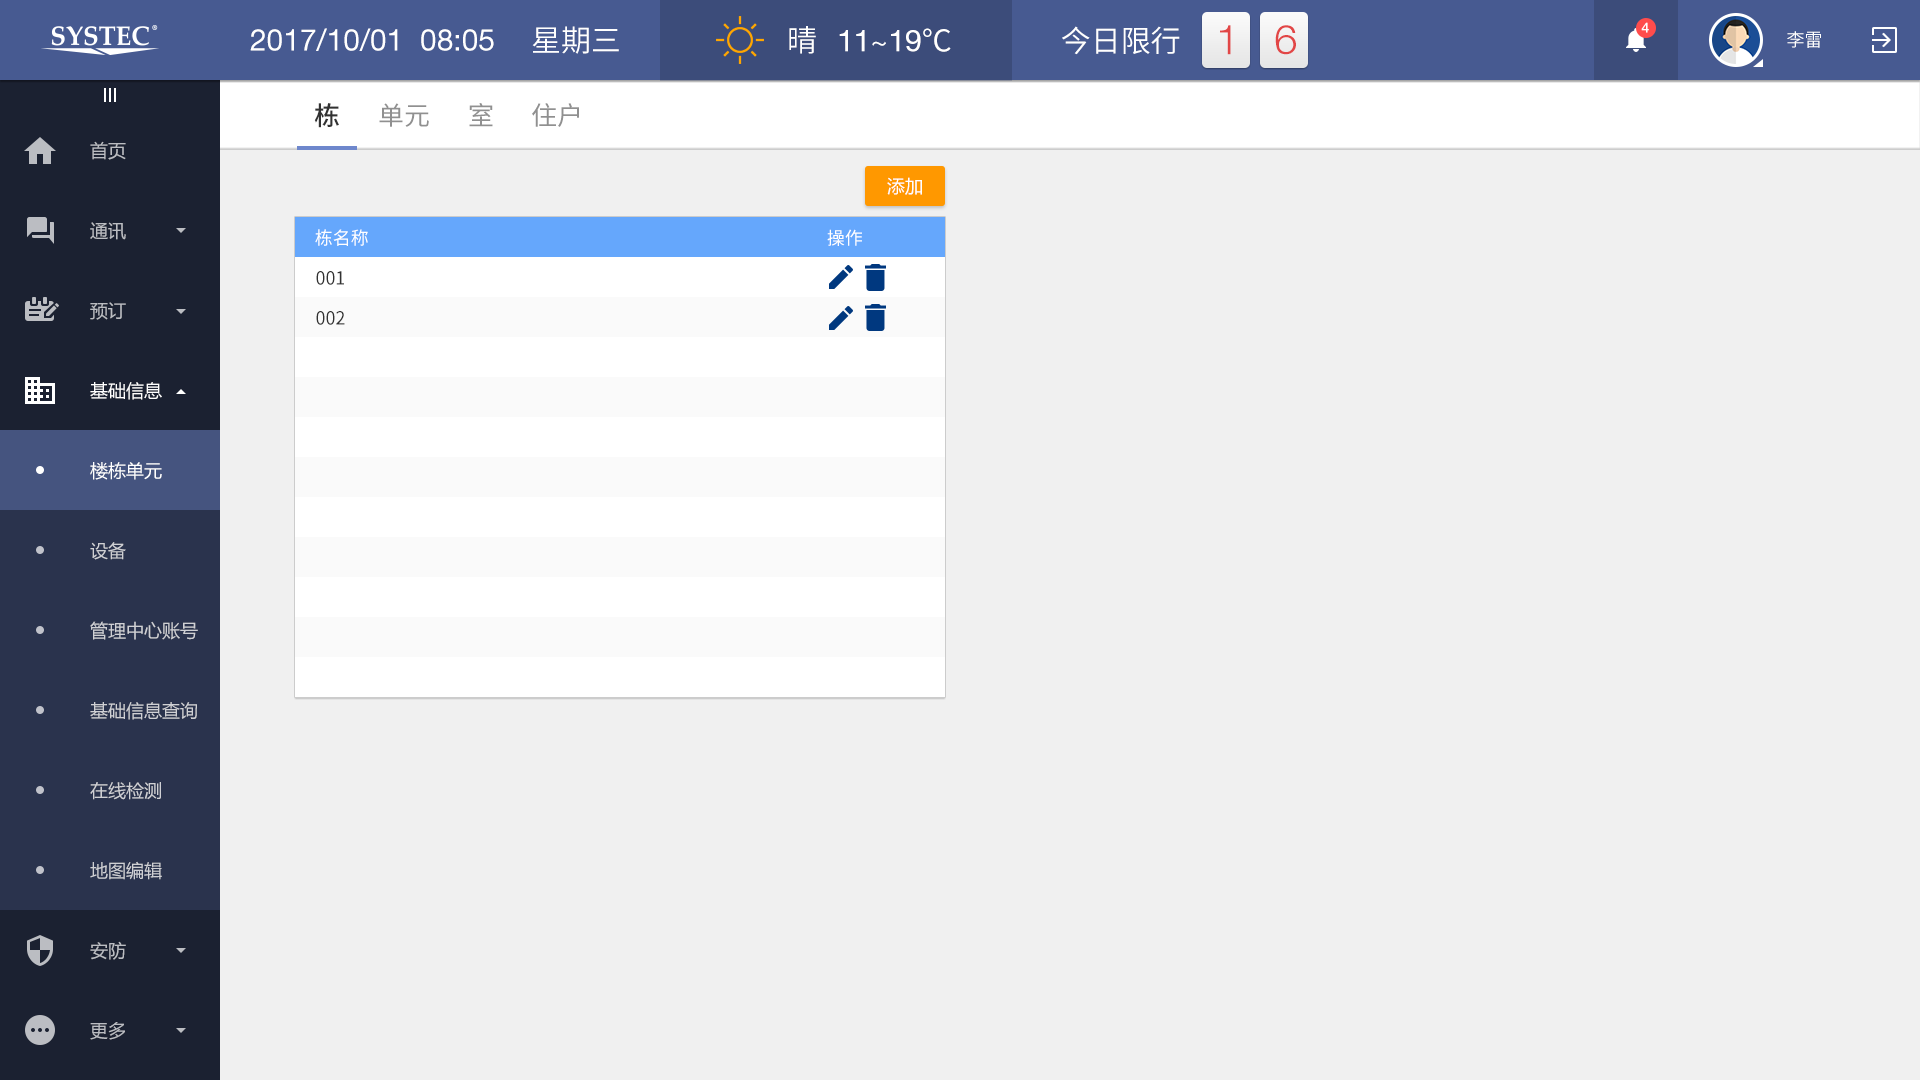 SYSTEC®
2017/10/01 08:05 星期三
晴 11~19℃
今日限行 1 6
4
李雷
首页
通讯
预订
基础信息
楼栋单元
设备
管理中心账号
基础信息查询
在线检测
地图编辑
安防
更多
栋 单元 室 住户
添加
栋名称 操作
001
002